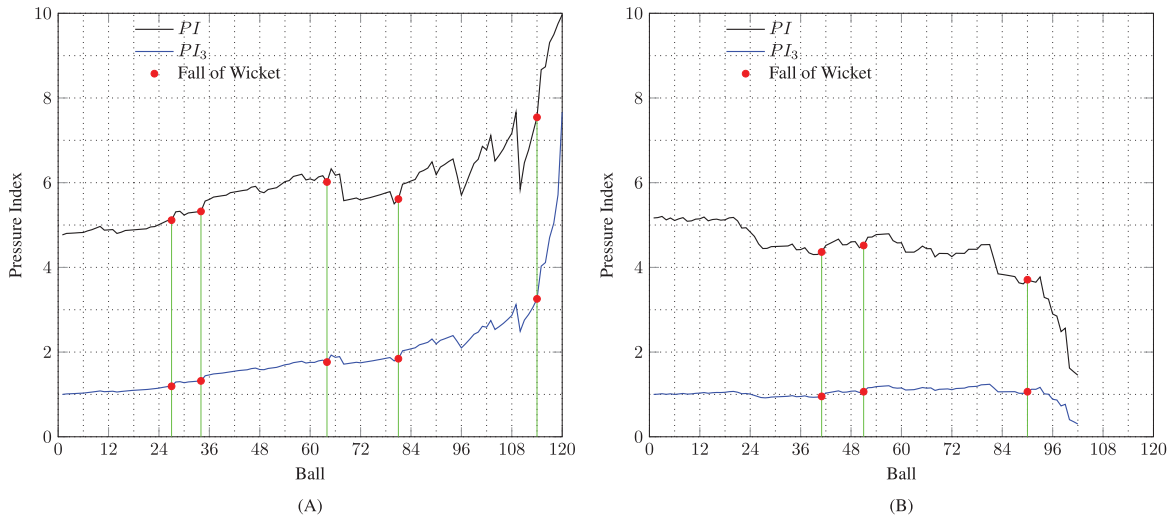 PI
PI₃
Fall of Wicket
10
8
6
4
2
0
0 12 24 36 48 60 72 84 96 108 120
Pressure Index
Ball
(A)
PI
PI₃
Fall of Wicket
10
8
6
4
2
0
0 12 24 36 48 60 72 84 96 108 120
Pressure Index
Ball
(B)